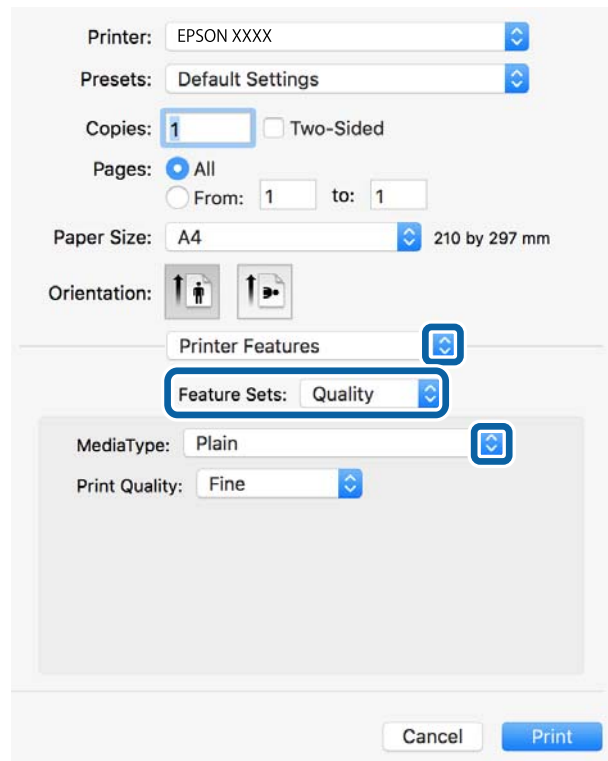 Printer: EPSON XXXX
Presets: Default Settings
Copies: 1 Two-Sided
Pages: All
From: 1 to: 1
Paper Size: A4 210 by 297 mm
Orientation:
Printer Features
Feature Sets: Quality
MediaType: Plain
Print Quality: Fine
Cancel Print